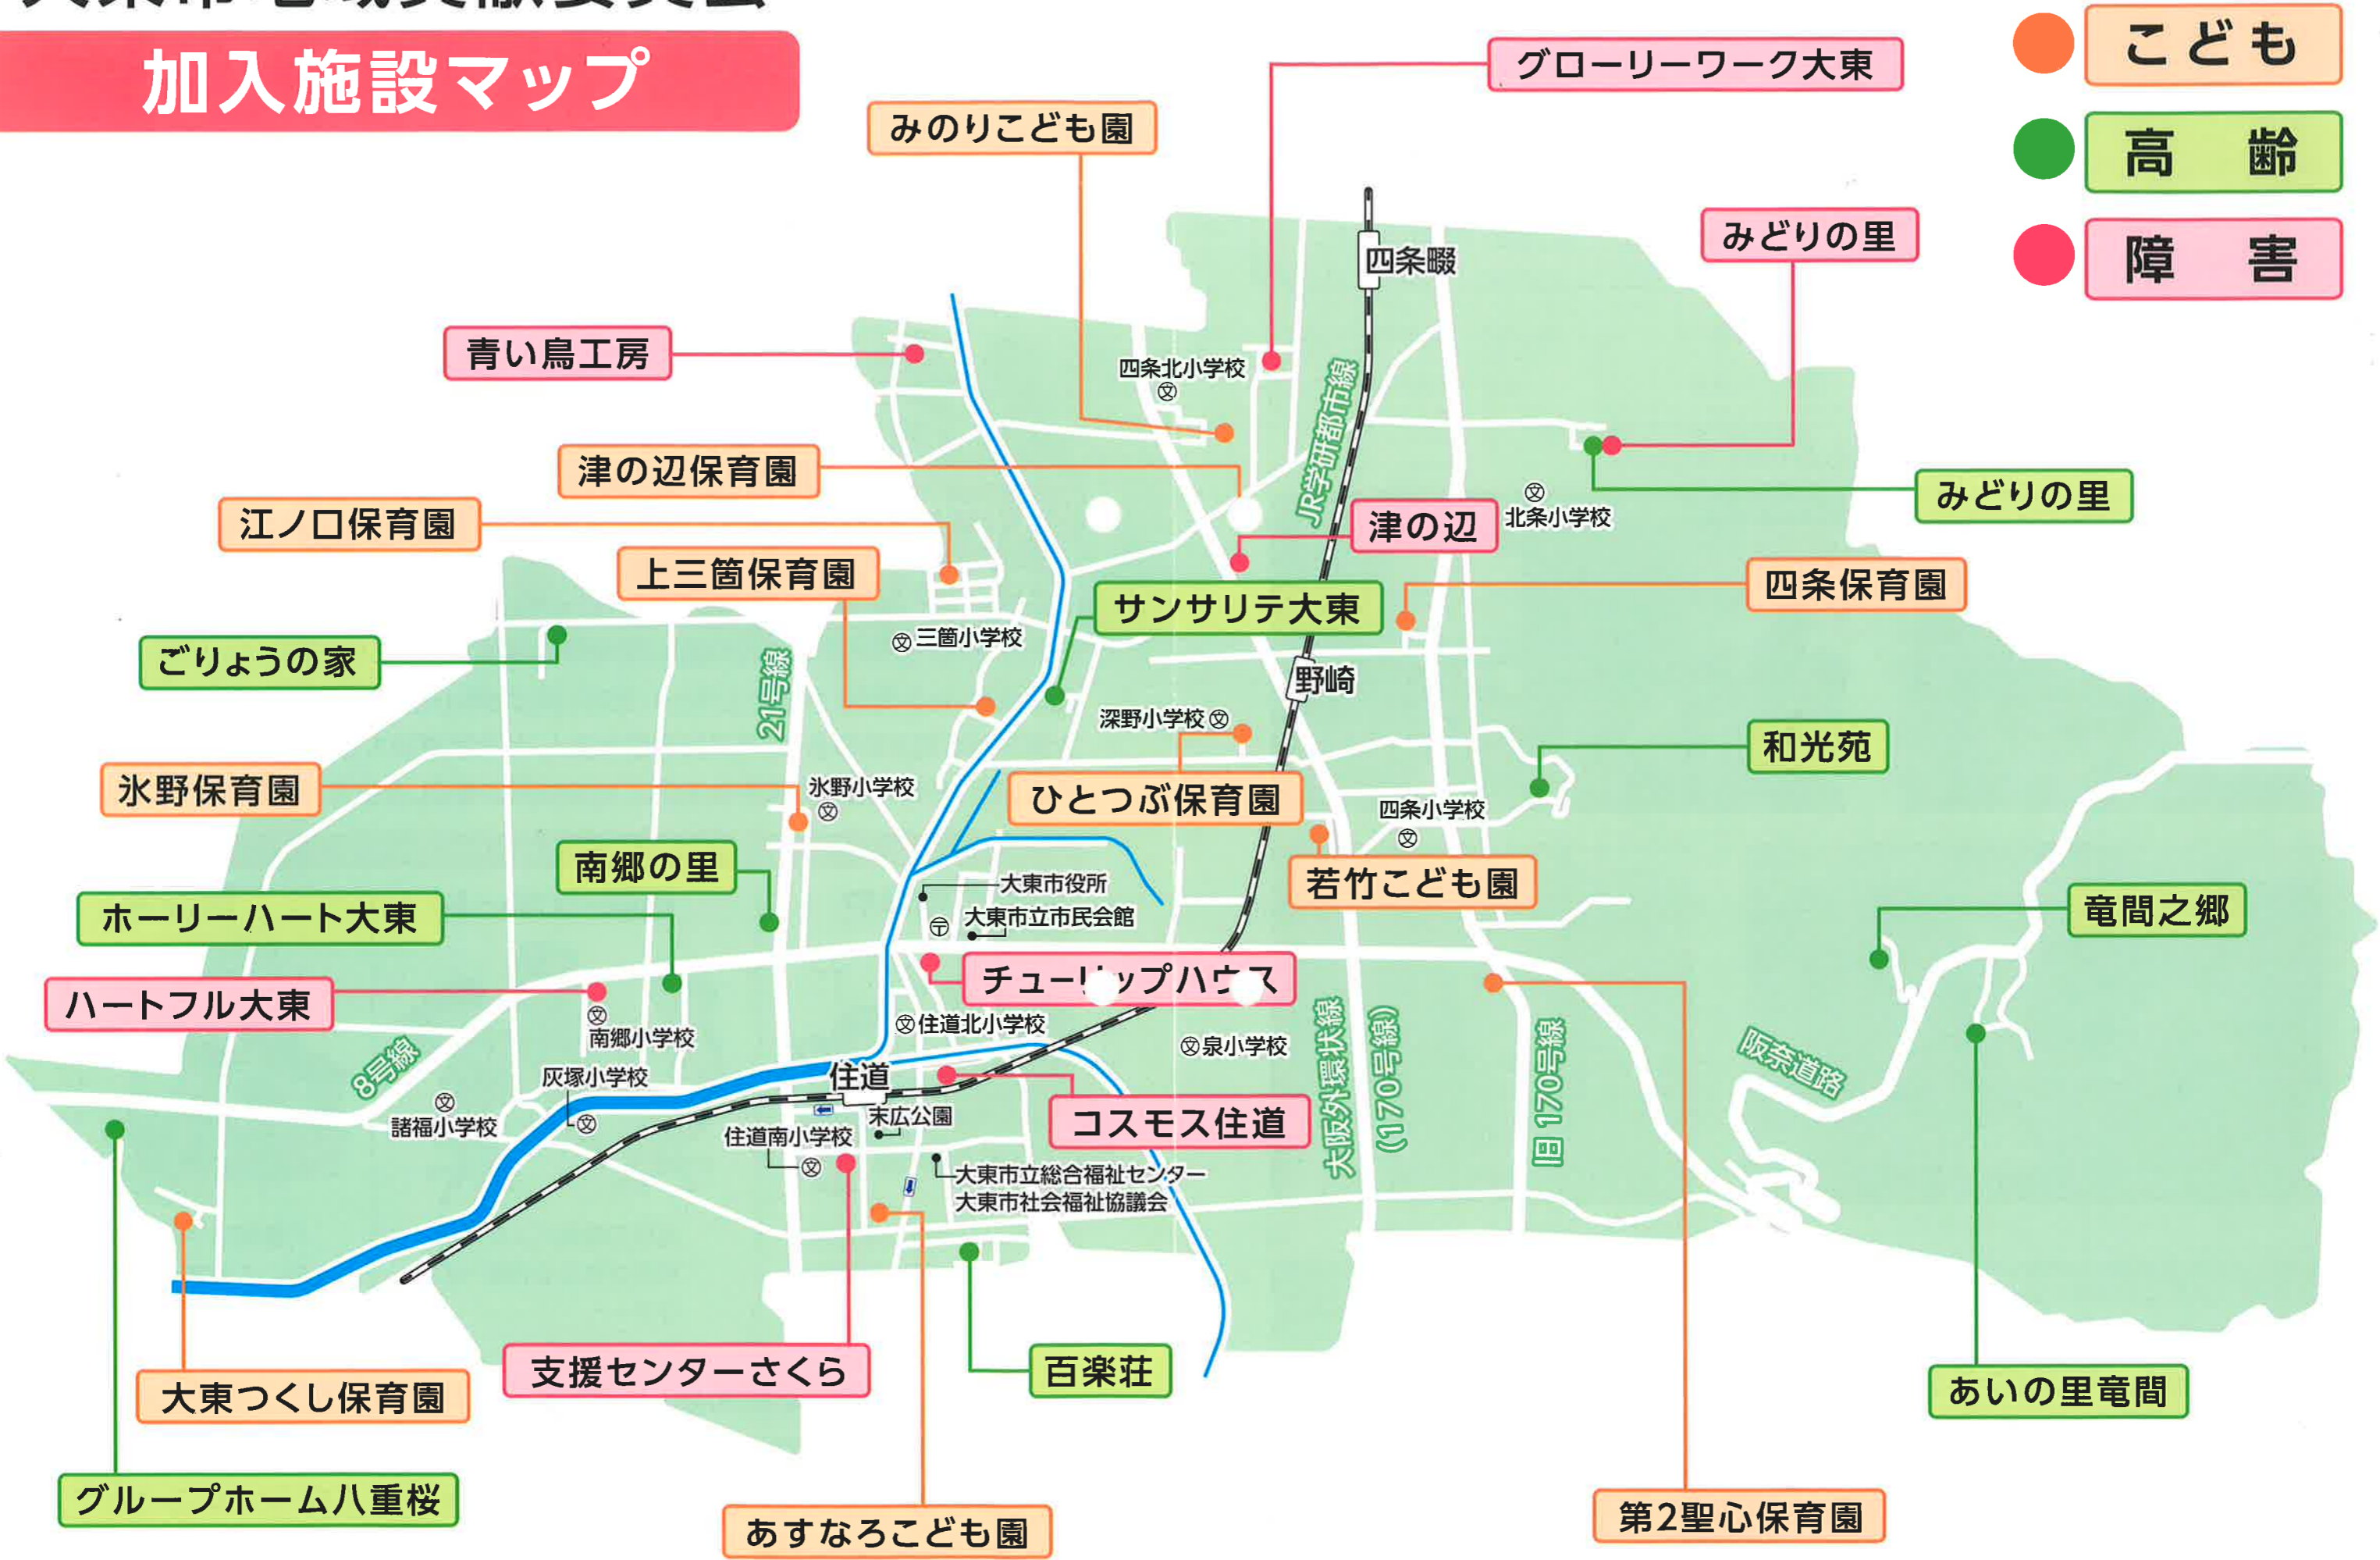 加入施設マップ
こども
高齢
障害
グローリーワーク大東
みのりこども園
みどりの里
四条畷
青い鳥工房
四条北小学校
JR学研都市線
津の辺保育園
みどりの里
江ノ口保育園
津の辺
北条小学校
上三箇保育園
サンサリテ大東
四条保育園
三箇小学校
ごりょうの家
21号線
野崎
深野小学校
和光苑
氷野保育園
氷野小学校
ひとつぶ保育園
四条小学校
南郷の里
大東市役所
若竹こども園
ホーリーハート大東
大東市立市民会館
竜間之郷
チューリップハウス
ハートフル大東
南郷小学校
住道北小学校
泉小学校
大阪外環状線
(170号線)
旧170号線
阪奈道路
8号線
灰塚小学校
住道
諸福小学校
末広公園
住道南小学校
コスモス住道
大東市立総合福祉センター
大東市社会福祉協議会
支援センターさくら
百楽荘
大東つくし保育園
あいの里竜間
グループホーム八重桜
あすなろこども園
第2聖心保育園